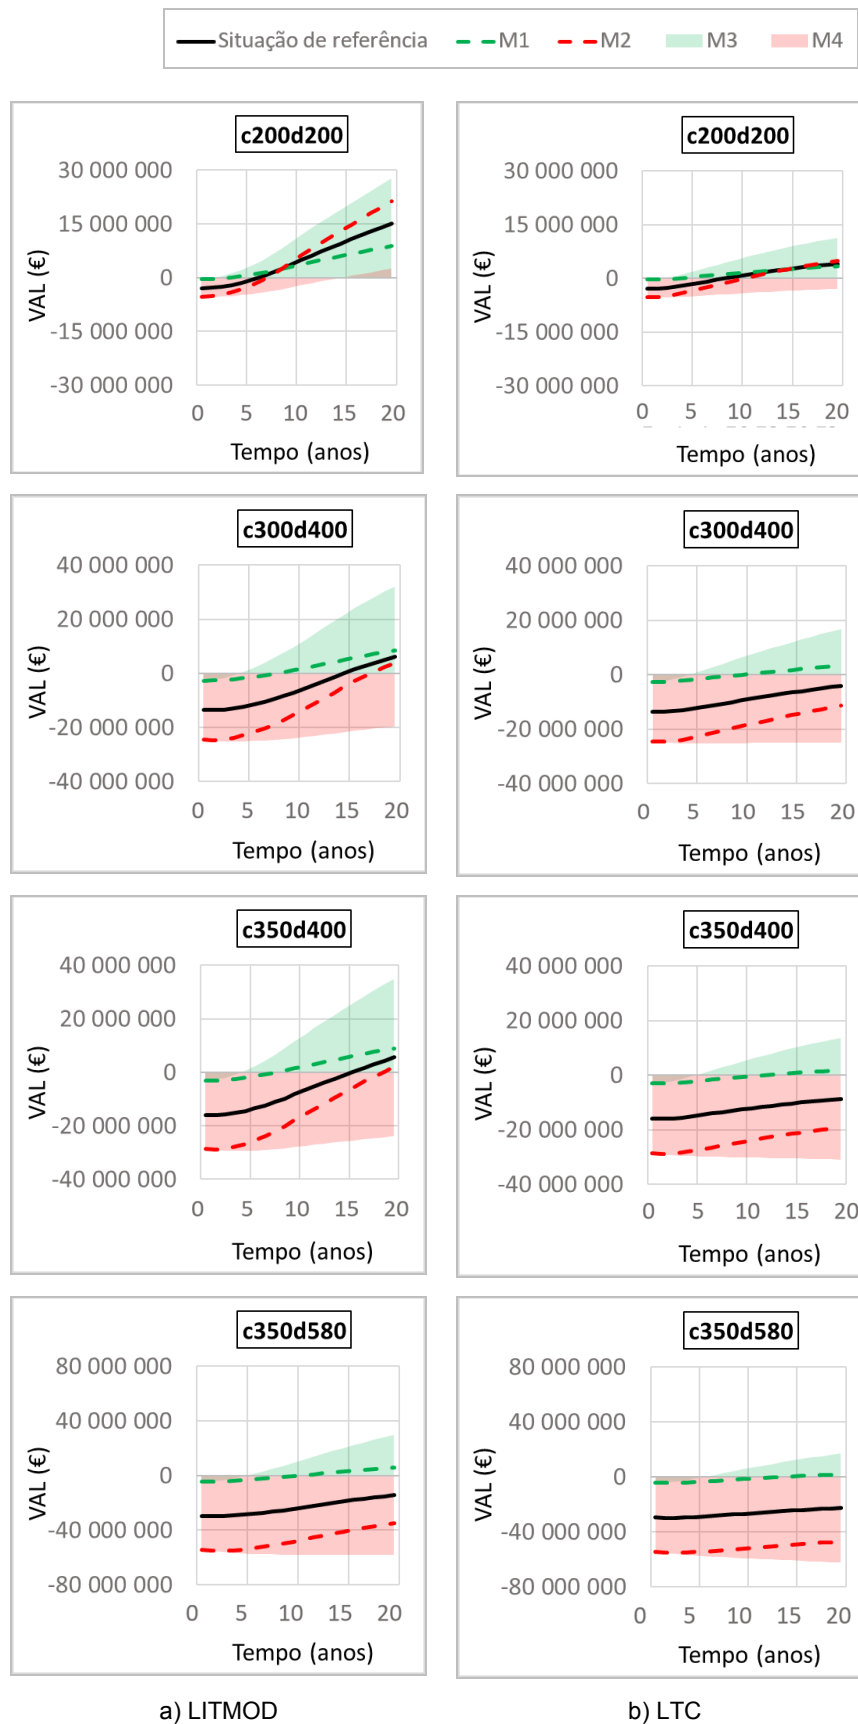 Situação de referência M1 M2 M3 M4
c200d200
30 000 000
15 000 000
0
-15 000 000
-30 000 000
VAL (€)
0 5 10 15 20
Tempo (anos)
c200d200
30 000 000
15 000 000
0
-15 000 000
-30 000 000
VAL (€)
0 5 10 15 20
Tempo (anos)
c300d400
40 000 000
20 000 000
0
-20 000 000
-40 000 000
VAL (€)
0 5 10 15 20
Tempo (anos)
c300d400
40 000 000
20 000 000
0
-20 000 000
-40 000 000
VAL (€)
0 5 10 15 20
Tempo (anos)
c350d400
40 000 000
20 000 000
0
-20 000 000
-40 000 000
VAL (€)
0 5 10 15 20
Tempo (anos)
c350d400
40 000 000
20 000 000
0
-20 000 000
-40 000 000
VAL (€)
0 5 10 15 20
Tempo (anos)
c350d580
80 000 000
40 000 000
0
-40 000 000
-80 000 000
VAL (€)
0 5 10 15 20
Tempo (anos)
c350d580
80 000 000
40 000 000
0
-40 000 000
-80 000 000
VAL (€)
0 5 10 15 20
Tempo (anos)
a) LITMOD
b) LTC